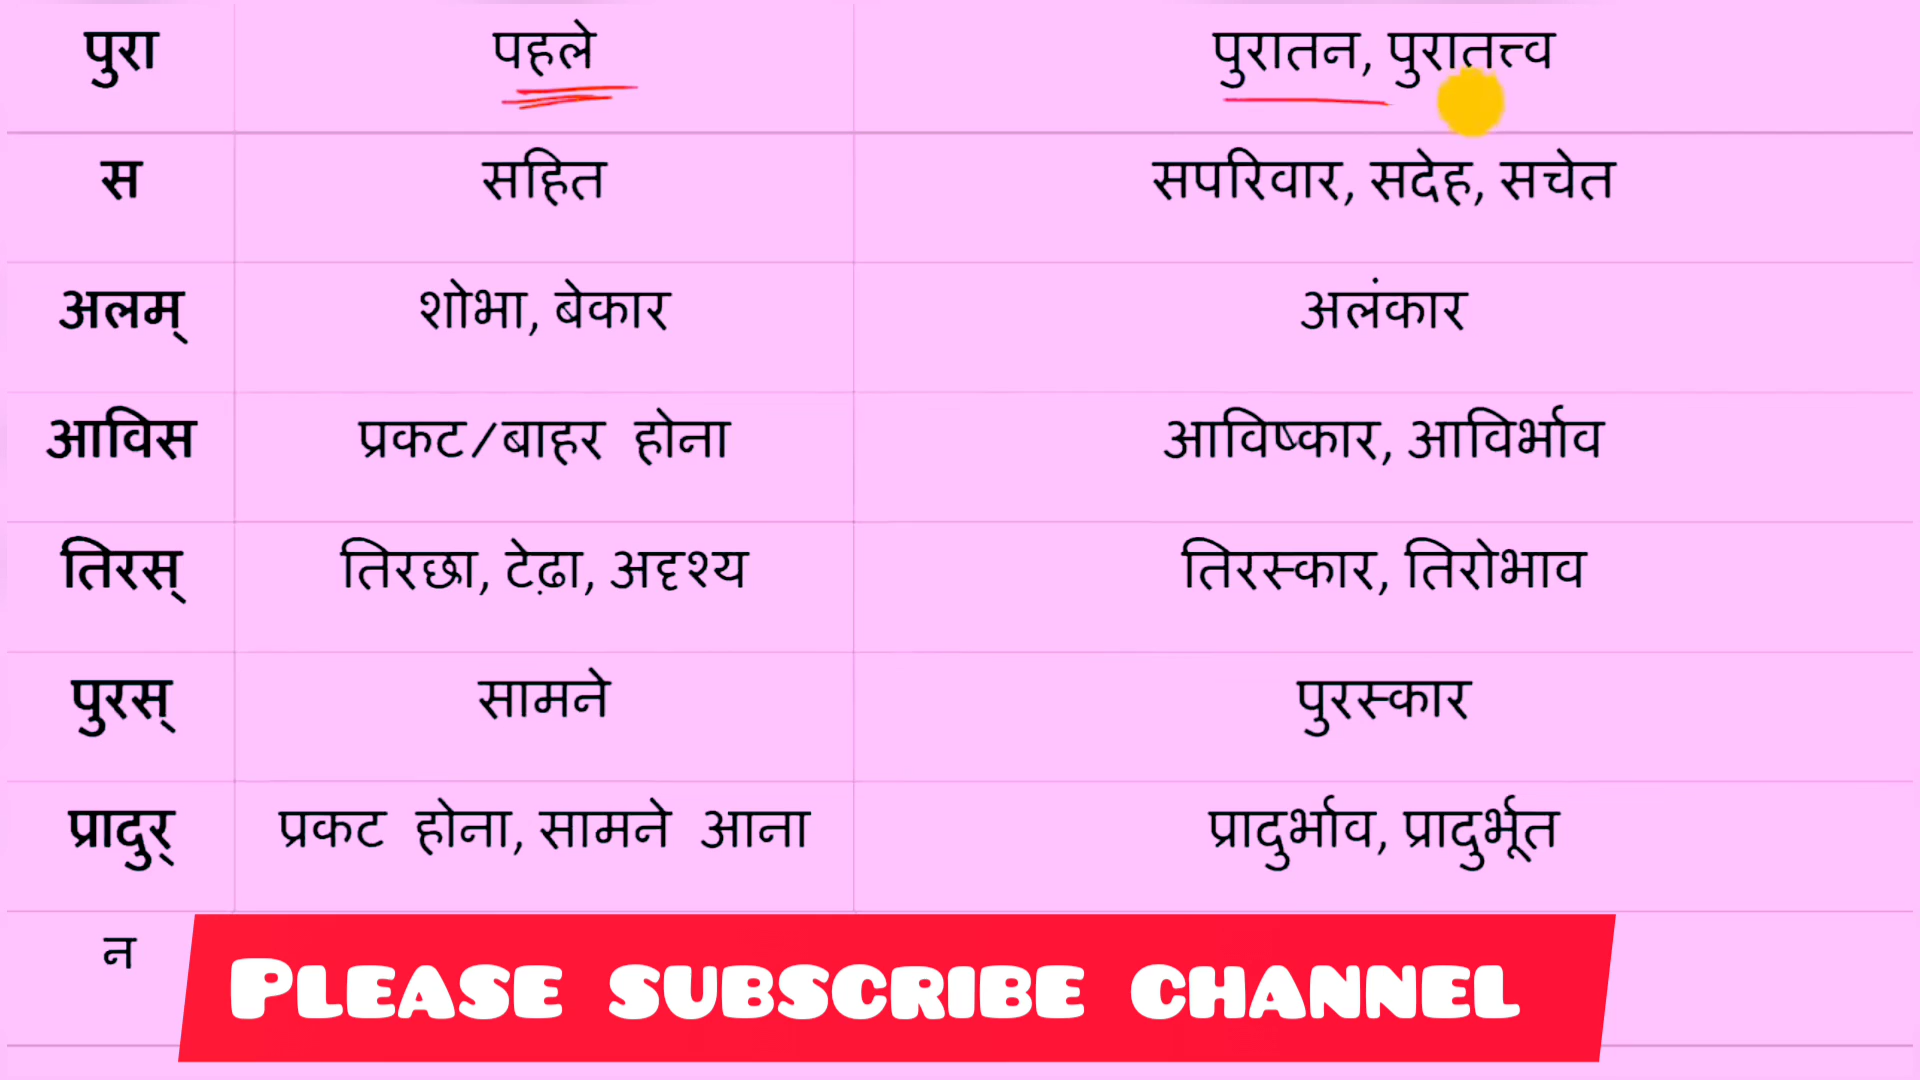 पुरा पहले पुरातन, पुरातत्त्व
स सहित सपरिवार, सदेह, सचेत
अलम् शोभा, बेकार अलंकार
आविस प्रकट/बाहर होना आविष्कार, आविर्भाव
तिरस् तिरछा, टेढ़ा, अदृश्य तिरस्कार, तिरोभाव
पुरस् सामने पुरस्कार
प्रादुर् प्रकट होना, सामने आना प्रादुर्भाव, प्रादुर्भूत
न
PLEASE SUBSCRIBE CHANNEL